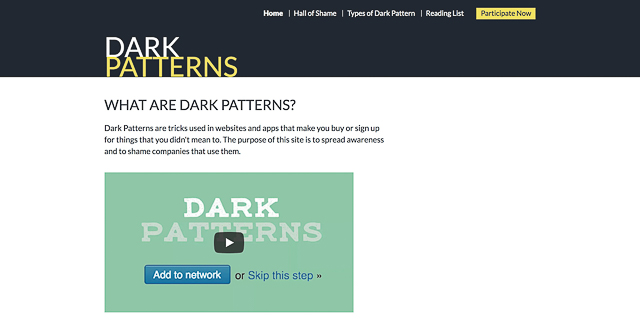 Home | Hall of Shame | Types of Dark Pattern | Reading List Participate Now
DARK
PATTERNS
WHAT ARE DARK PATTERNS?
Dark Patterns are tricks used in websites and apps that make you buy or sign up
for things that you didn't mean to. The purpose of this site is to spread awareness
and to shame companies that use them.
DARK
PATTERNS
Add to network or Skip this step »